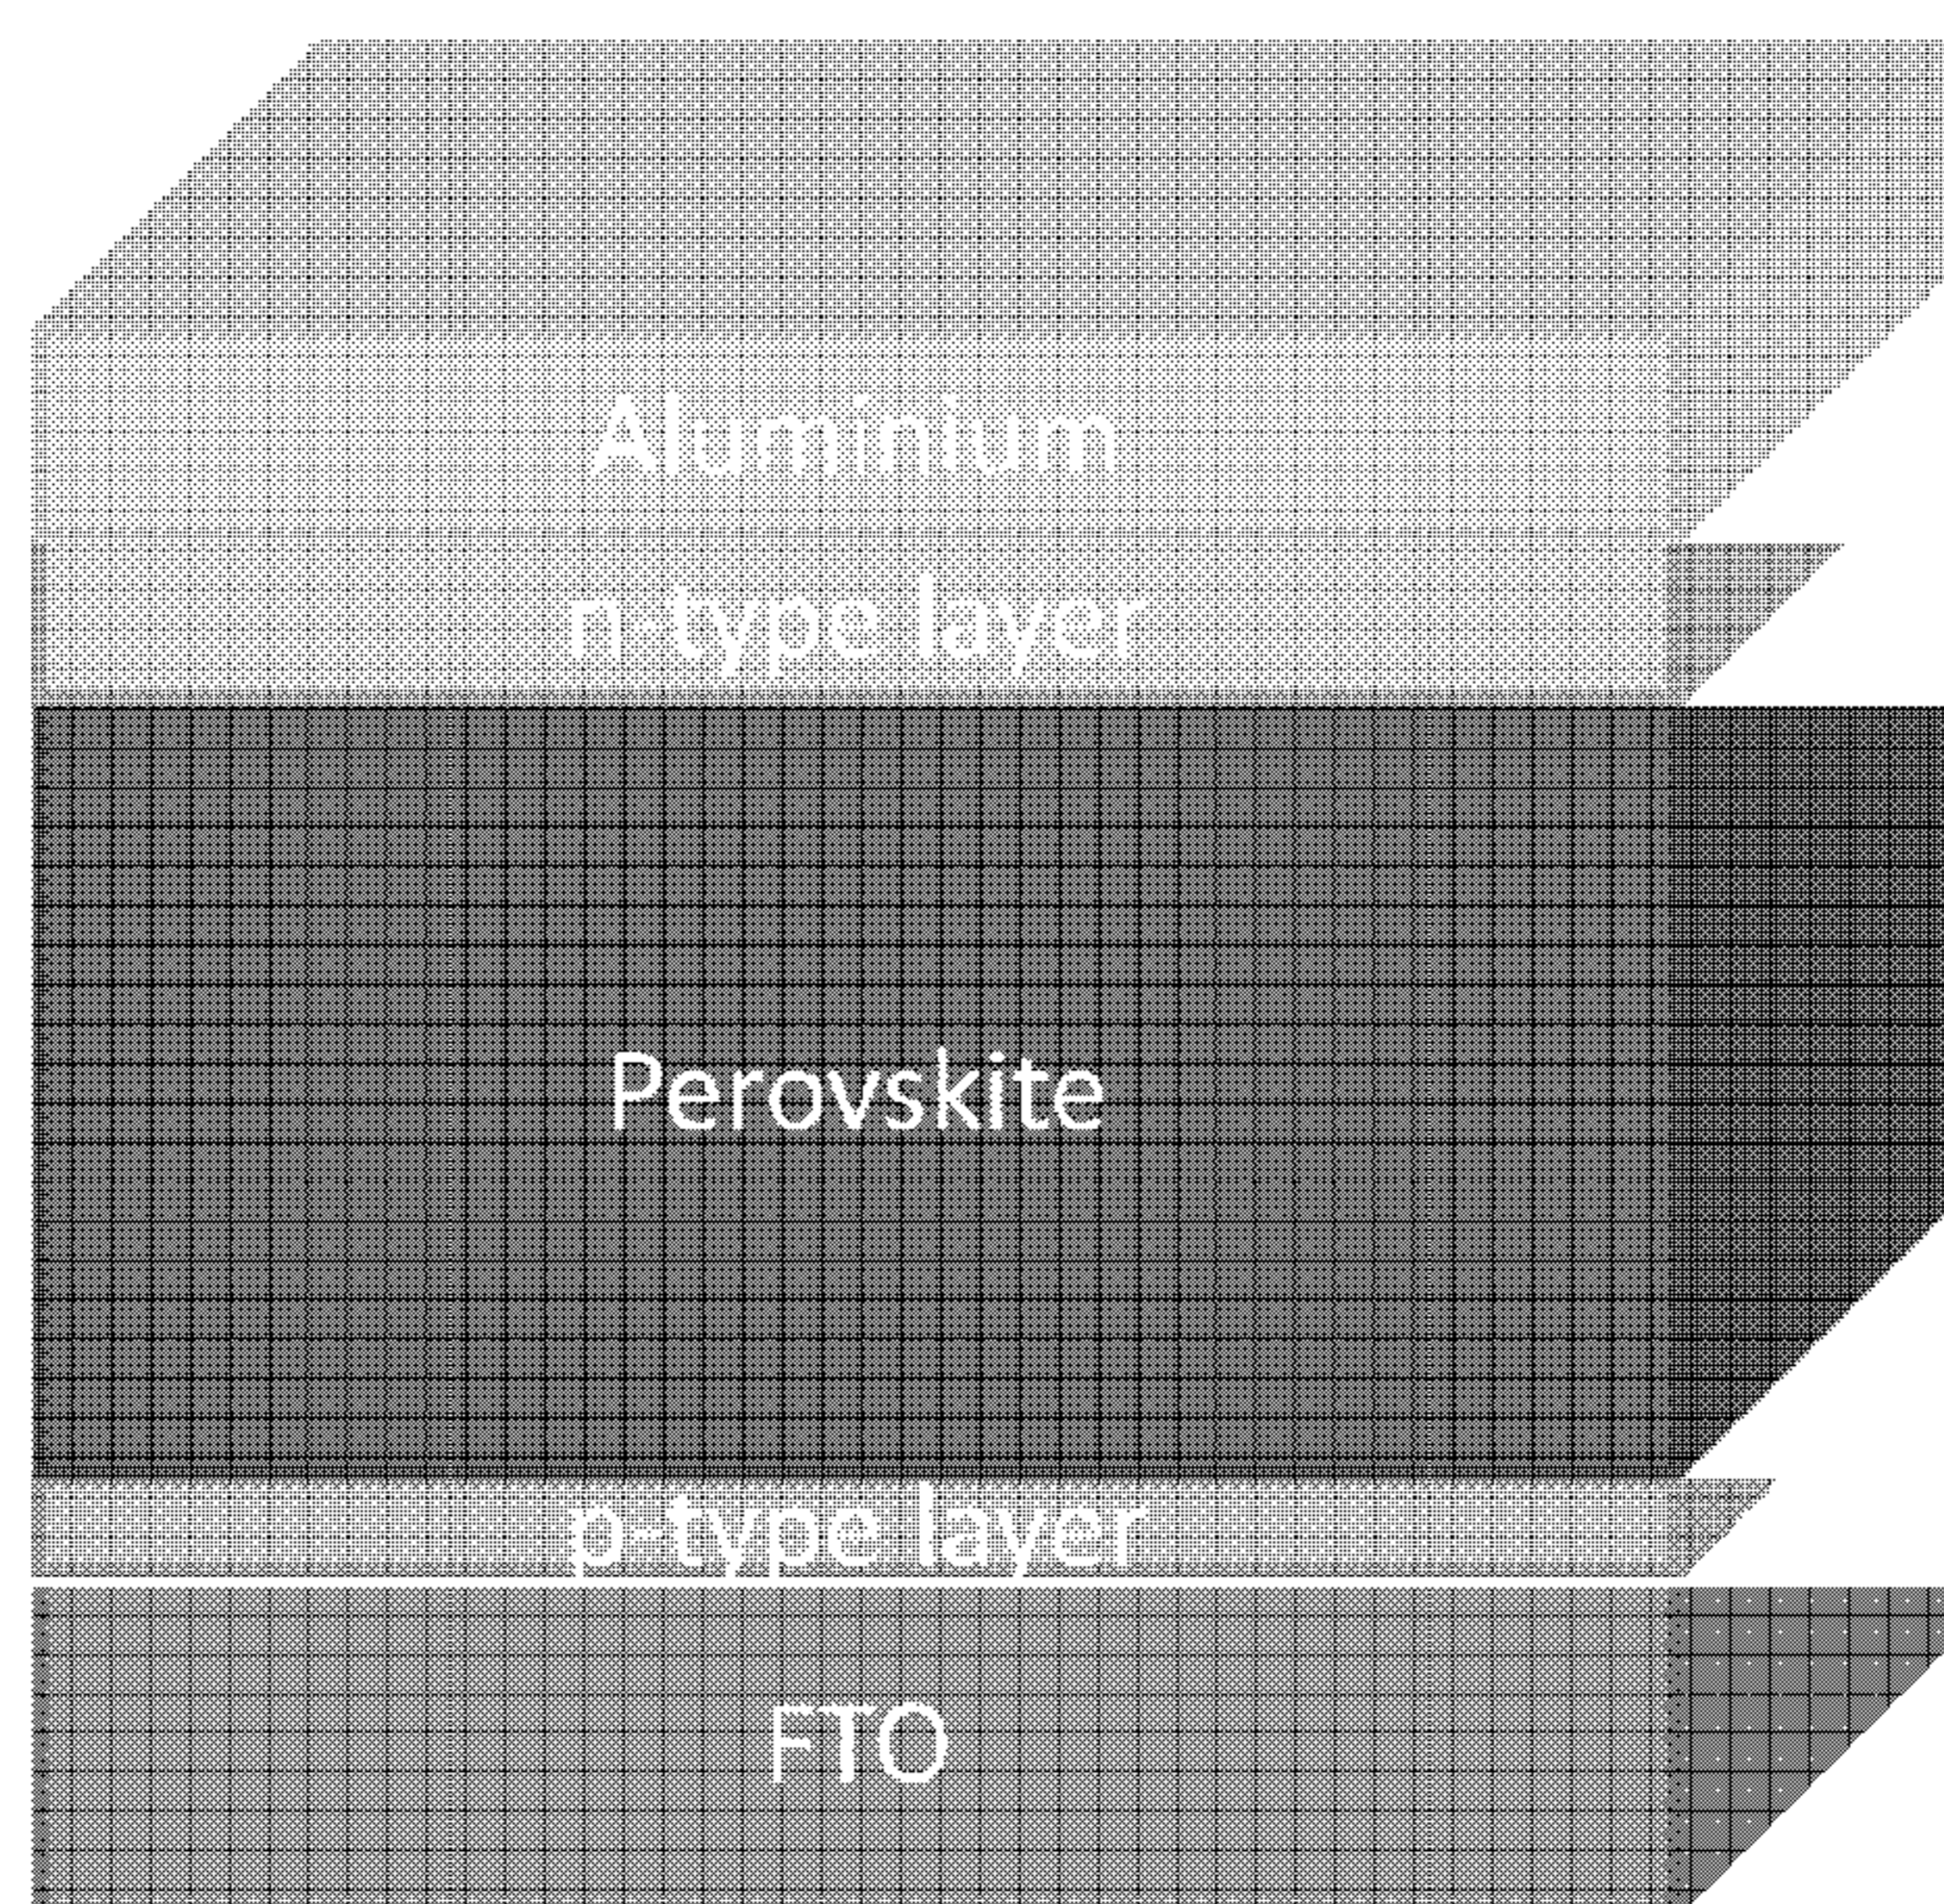 Aluminium
n-type layer
Perovskite
p-type layer
FTO